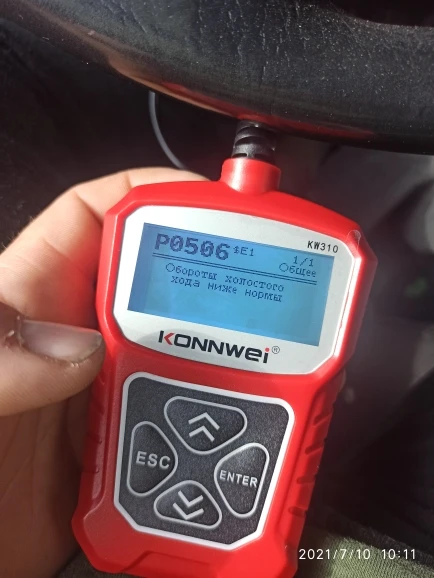 KW310
P0506 $E1 1/1
Общее
Обороты холостого
хода ниже нормы
KONNWEI®
ESC
ENTER
2021/7/10 10:11